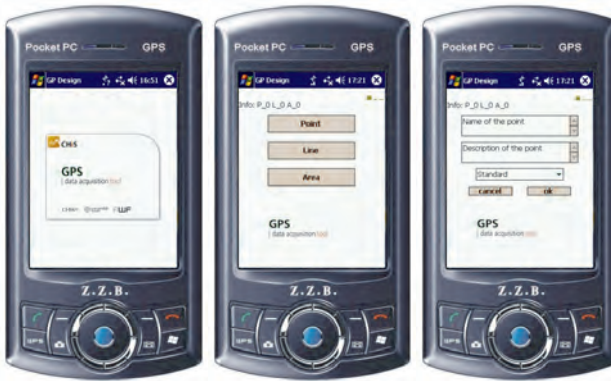 Pocket PC GPS
GP Design 16:51
CHIS
GPS
data acquisition tool
Z.Z.B.
GPS
Pocket PC GPS
GP Design 17:21
Info: P_0 L_0 A_0
Point
Line
Area
GPS
data acquisition tool
Z.Z.B.
GPS
Pocket PC GPS
GP Design 17:21
Info: P_0 L_0 A_0
Name of the point
Description of the point
Standard
cancel ok
GPS
data acquisition tool
Z.Z.B.
GPS